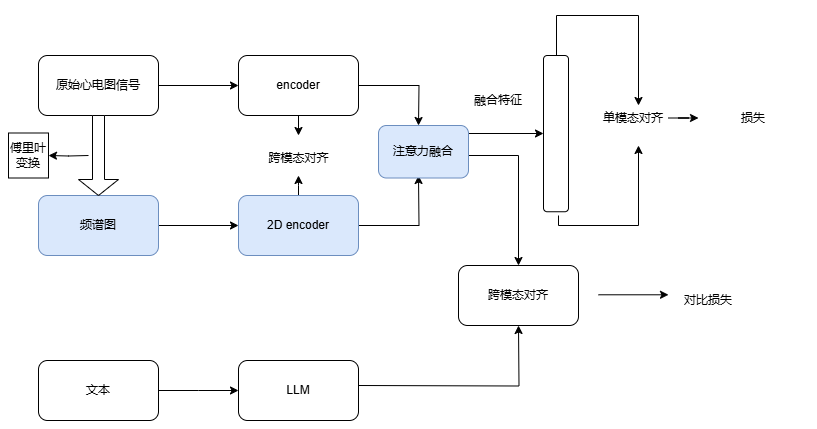 原始心电图信号
encoder
融合特征
单模态对齐
损失
傅里叶
变换
跨模态对齐
注意力融合
频谱图
2D encoder
跨模态对齐
对比损失
文本
LLM